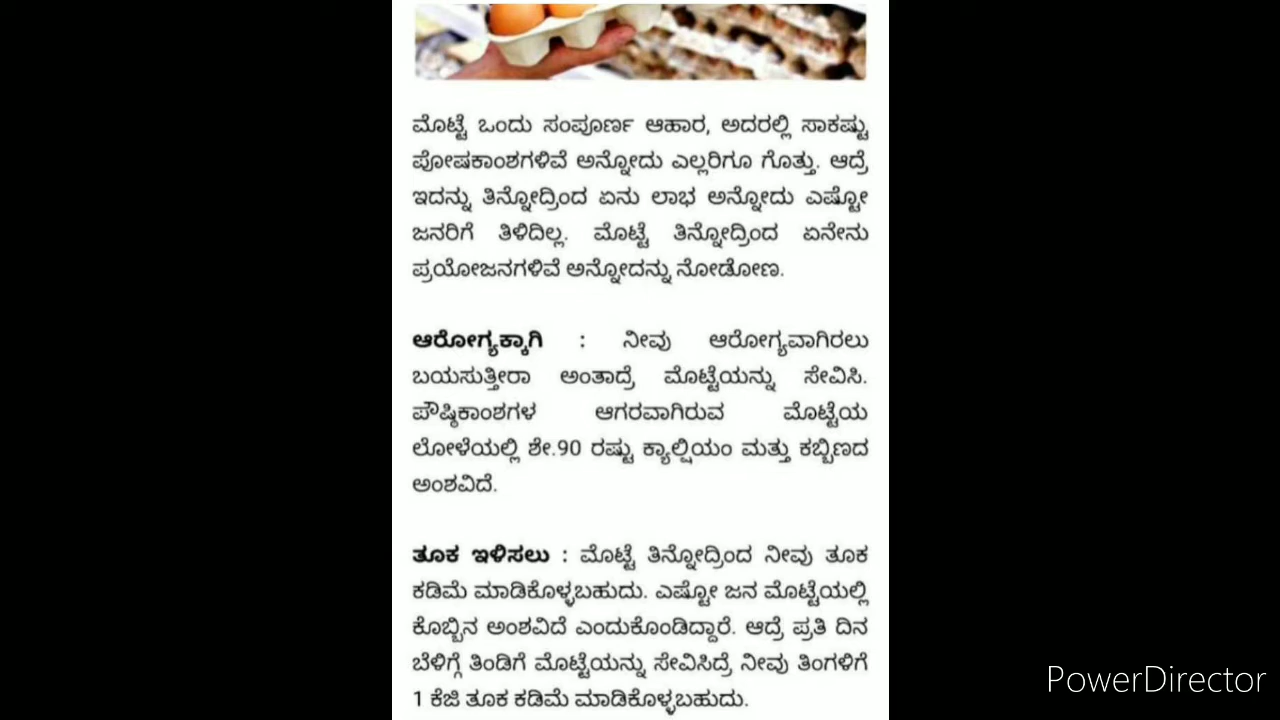 ಮೊಟ್ಟೆ ಒಂದು ಸಂಪೂರ್ಣ ಆಹಾರ, ಅದರಲ್ಲಿ ಸಾಕಷ್ಟು
ಪೋಷಕಾಂಶಗಳಿವೆ ಅನ್ನೋದು ಎಲ್ಲರಿಗೂ ಗೊತ್ತು. ಆದ್ರೆ
ಇದನ್ನು ತಿನ್ನೋದ್ರಿಂದ ಏನು ಲಾಭ ಅನ್ನೋದು ಎಷ್ಟೋ
ಜನರಿಗೆ ತಿಳಿದಿಲ್ಲ. ಮೊಟ್ಟೆ ತಿನ್ನೋದ್ರಿಂದ ಏನೇನು
ಪ್ರಯೋಜನಗಳಿವೆ ಅನ್ನೋದನ್ನು ನೋಡೋಣ.
ಆರೋಗ್ಯಕ್ಕಾಗಿ : ನೀವು ಆರೋಗ್ಯವಾಗಿರಲು
ಬಯಸುತ್ತೀರಾ ಅಂತಾದ್ರೆ ಮೊಟ್ಟೆಯನ್ನು ಸೇವಿಸಿ.
ಪೌಷ್ಠಿಕಾಂಶಗಳ ಆಗರವಾಗಿರುವ ಮೊಟ್ಟೆಯ
ಲೋಳೆಯಲ್ಲಿ ಶೇ.90 ರಷ್ಟು ಕ್ಯಾಲ್ಷಿಯಂ ಮತ್ತು ಕಬ್ಬಿಣದ
ಅಂಶವಿದೆ.
ತೂಕ ಇಳಿಸಲು : ಮೊಟ್ಟೆ ತಿನ್ನೋದ್ರಿಂದ ನೀವು ತೂಕ
ಕಡಿಮೆ ಮಾಡಿಕೊಳ್ಳಬಹುದು. ಎಷ್ಟೋ ಜನ ಮೊಟ್ಟೆಯಲ್ಲಿ
ಕೊಬ್ಬಿನ ಅಂಶವಿದೆ ಎಂದುಕೊಂಡಿದ್ದಾರೆ. ಆದ್ರೆ ಪ್ರತಿ ದಿನ
ಬೆಳಿಗ್ಗೆ ತಿಂಡಿಗೆ ಮೊಟ್ಟೆಯನ್ನು ಸೇವಿಸಿದ್ರೆ ನೀವು ತಿಂಗಳಿಗೆ
1 ಕೆಜಿ ತೂಕ ಕಡಿಮೆ ಮಾಡಿಕೊಳ್ಳಬಹುದು.
PowerDirector